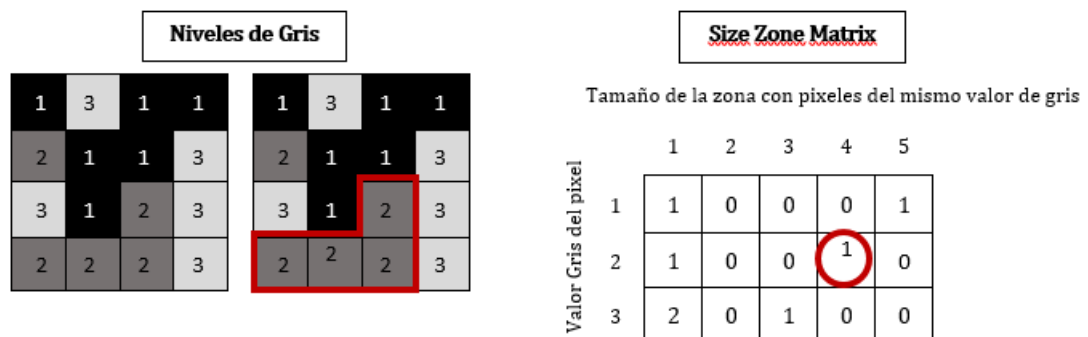 Niveles de Gris
1 3 1 1
2 1 1 3
3 1 2 3
2 2 2 3
1 3 1 1
2 1 1 3
3 1 2 3
2 2 2 3
Size Zone Matrix
Tamaño de la zona con pixeles del mismo valor de gris
Valor Gris del pixel
1 2 3 4 5
1 1 0 0 0 1
2 1 0 0 1 0
3 2 0 1 0 0